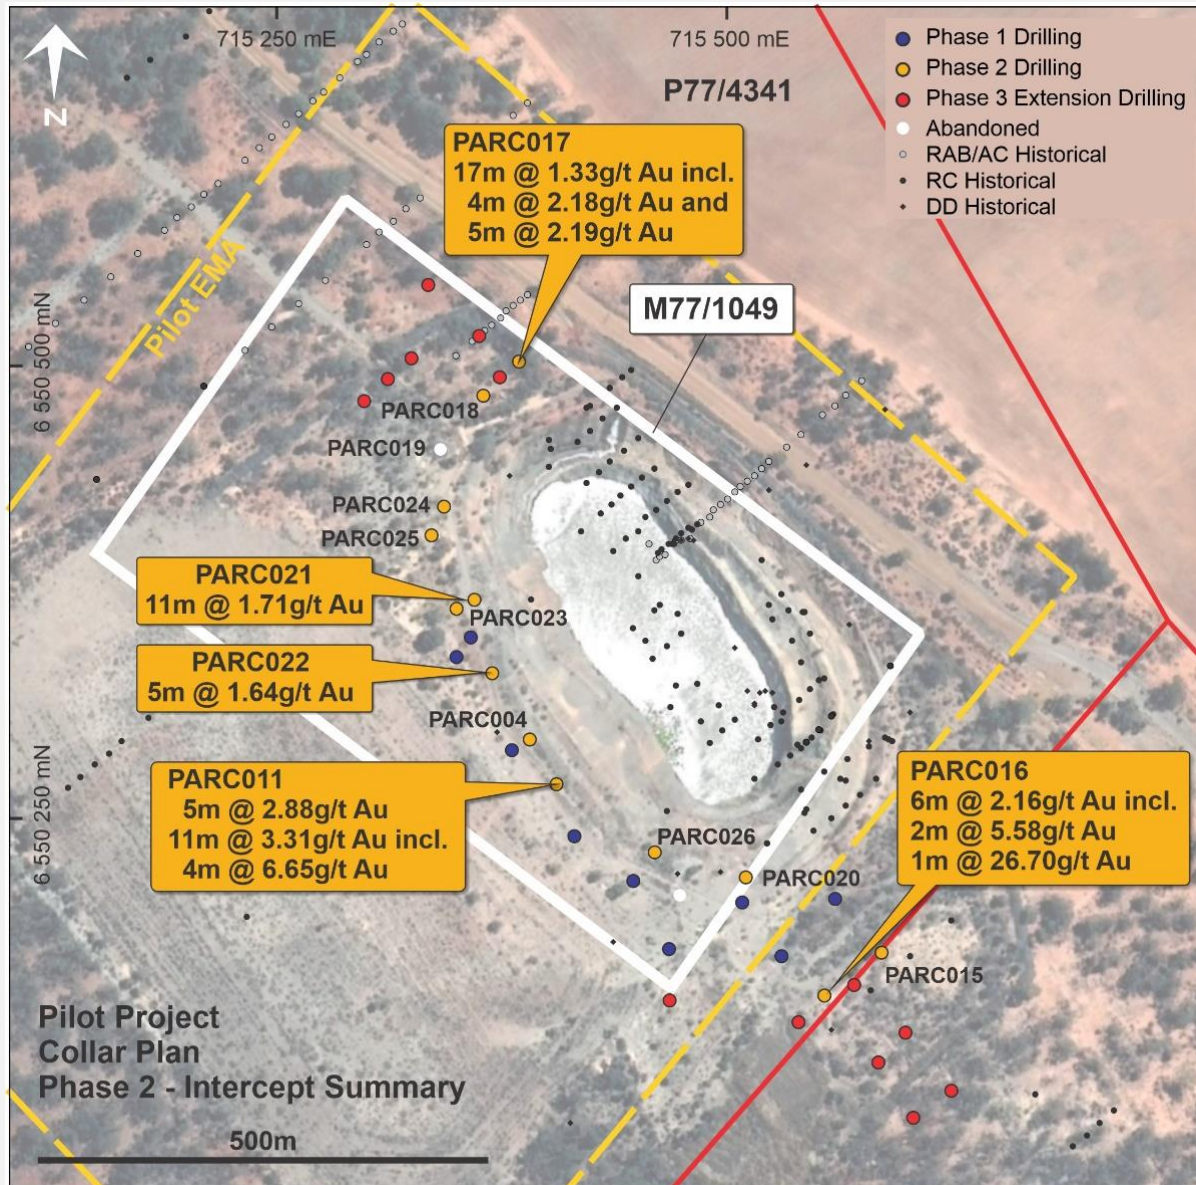 715 250 mE
715 500 mE
P77/4341
Phase 1 Drilling
Phase 2 Drilling
Phase 3 Extension Drilling
Abandoned
RAB/AC Historical
RC Historical
DD Historical
N
PARC017
17m @ 1.33g/t Au incl.
4m @ 2.18g/t Au and
5m @ 2.19g/t Au
Pilot EMA
M77/1049
6 550 500 mN
PARC018
PARC019
PARC024
PARC025
PARC021
11m @ 1.71g/t Au
PARC023
PARC022
5m @ 1.64g/t Au
PARC004
6 550 250 mN
PARC011
5m @ 2.88g/t Au
11m @ 3.31g/t Au incl.
4m @ 6.65g/t Au
PARC016
6m @ 2.16g/t Au incl.
2m @ 5.58g/t Au
1m @ 26.70g/t Au
PARC026
PARC020
PARC015
Pilot Project
Collar Plan
Phase 2 - Intercept Summary
500m